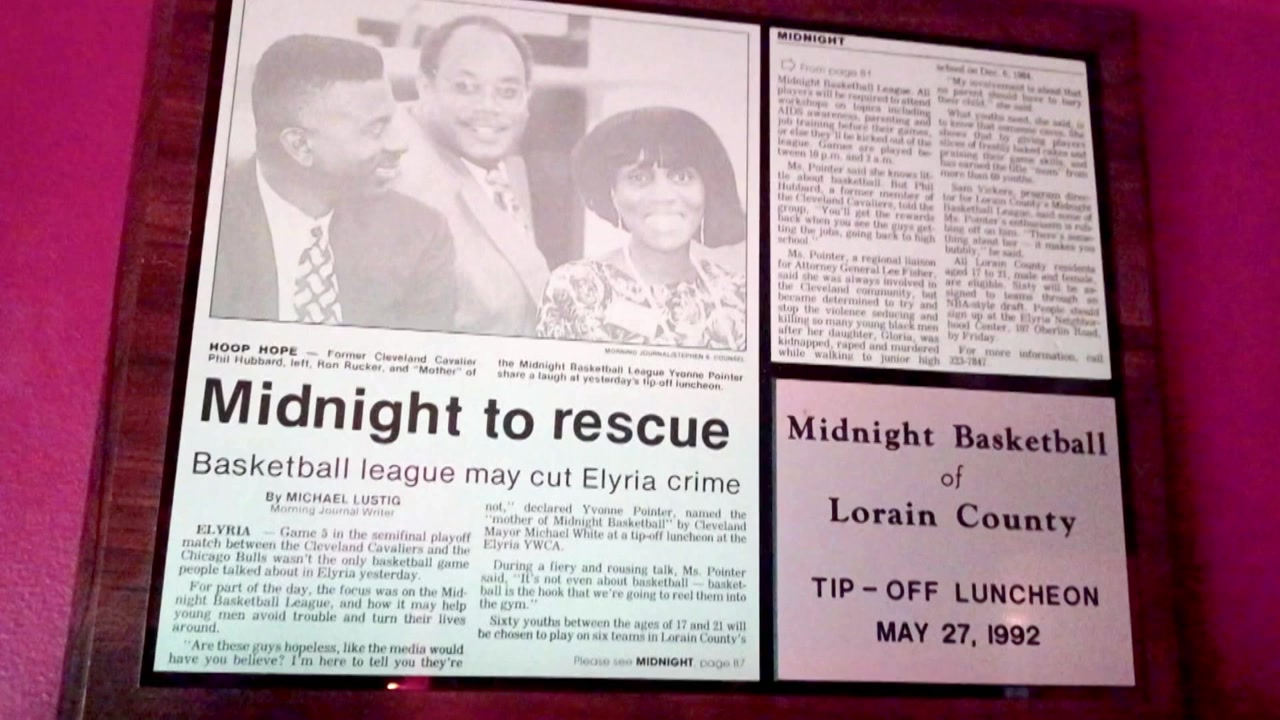 HOOP HOPE — Former Cleveland Cavalier
Phil Hubbard, left, Ron Rucker, and "Mother" of
MORNING JOURNAL/STEPHEN S. COUNSEL
the Midnight Basketball League Yvonne Pointer
share a laugh at yesterday's tip-off luncheon.
Midnight to rescue
Basketball league may cut Elyria crime
By MICHAEL LUSTIG
Morning Journal Writer
ELYRIA — Game 5 in the semifinal playoff
match between the Cleveland Cavaliers and the
Chicago Bulls wasn't the only basketball game
people talked about in Elyria yesterday.
For part of the day, the focus was on the Mid-
night Basketball League, and how it may help
young men avoid trouble and turn their lives
around.
"Are these guys hopeless, like the media would
have you believe? I'm here to tell you they're
not," declared Yvonne Pointer, named the
"mother of Midnight Basketball" by Cleveland
Mayor Michael White at a tip-off luncheon at the
Elyria YWCA.
During a fiery and rousing talk, Ms. Pointer
said, "It's not even about basketball — basket-
ball is the hook that we're going to reel them into
the gym."
Sixty youths between the ages of 17 and 21 will
be chosen to play on six teams in Lorain County's
Please see MIDNIGHT, page B7
MIDNIGHT
From page B1
Midnight Basketball League. All
players will be required to attend
workshops on topics including
AIDS awareness, parenting and
job training before their games,
or else they'll be kicked out of the
league. Games are played be-
tween 10 p.m. and 2 a.m.
Ms. Pointer said she knows lit-
tle about basketball. But Phil
Hubbard, a former member of
the Cleveland Cavaliers, told the
group, "You'll get the rewards
back when you see the guys get-
ting the jobs, going back to high
school."
Ms. Pointer, a regional liaison
for Attorney General Lee Fisher,
said she was always involved in
the Cleveland community, but
became determined to try and
stop the violence seducing and
killing so many young black men
after her daughter, Gloria, was
kidnapped, raped and murdered
while walking to junior high
school on Dec. 6, 1984.
"My involvement is about that
no parent should have to bury
their child," she said.
What youths need, she said, is
to know that someone cares. She
shows that by giving players
slices of freshly baked cakes and
praising their game skills, and
has earned the title "mom" from
more than 60 youths.
Sam Vickers, program direc-
tor for Lorain County's Midnight
Basketball League, said some of
Ms. Pointer's enthusiasm is rub-
bing off on him. "There's some-
thing about her — it makes you
bubbly," he said.
All Lorain County residents
aged 17 to 21, male and female,
are eligible. Sixty will be as-
signed to teams through an
NBA-style draft. People should
sign up at the Elyria Neighbor-
hood Center, 107 Oberlin Road,
by Friday.
For more information, call
323-7847.
Midnight Basketball
of
Lorain County
TIP-OFF LUNCHEON
MAY 27, 1992